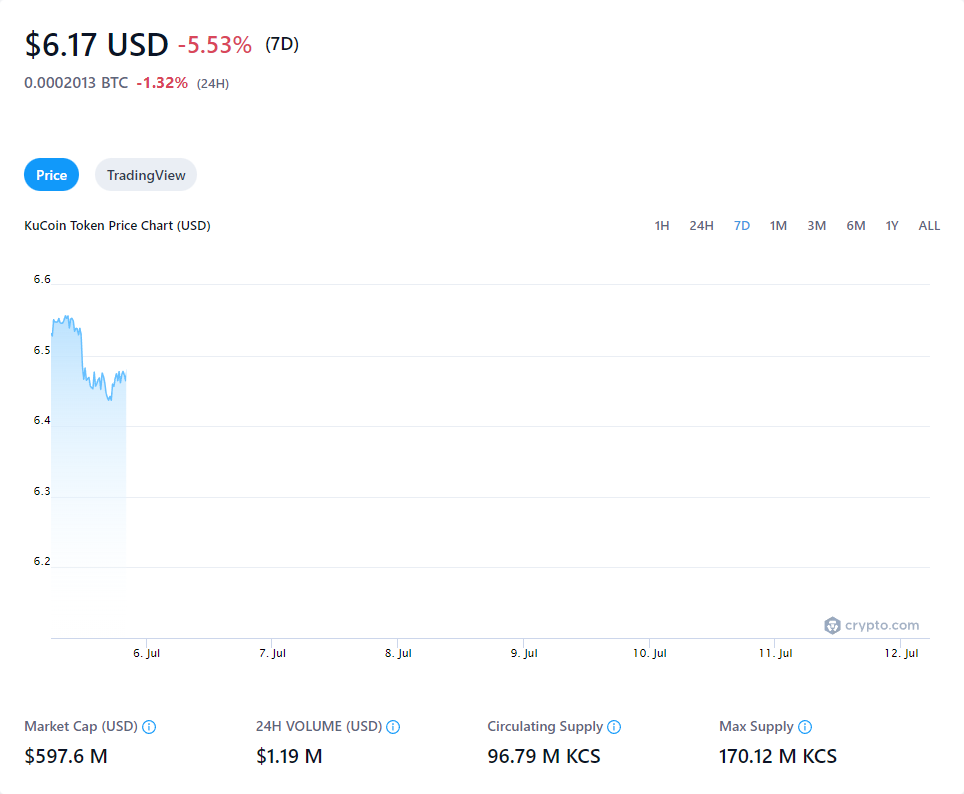 $6.17 USD -5.53% (7D)
0.0002013 BTC -1.32% (24H)
Price TradingView
KuCoin Token Price Chart (USD) 1H 24H 7D 1M 3M 6M 1Y ALL
6.6
6.5
6.4
6.3
6.2
crypto.com
6. Jul 7. Jul 8. Jul 9. Jul 10. Jul 11. Jul 12. Jul
Market Cap (USD) 24H VOLUME (USD) Circulating Supply Max Supply
$597.6 M $1.19 M 96.79 M KCS 170.12 M KCS